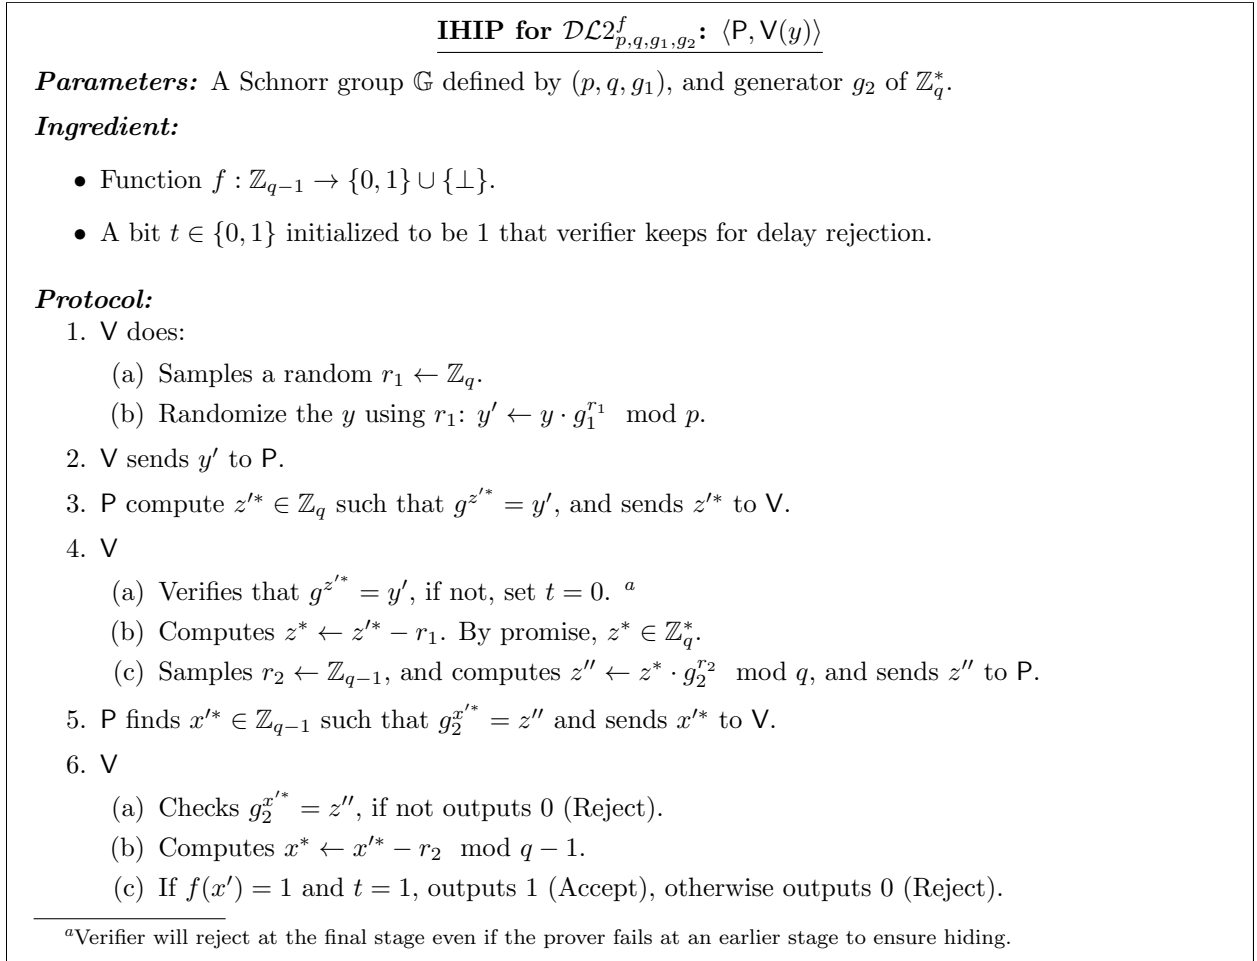 IHIP for 𝒟ℒ2^f_{p,q,g_1,g_2}: ⟨P, V(y)⟩
Parameters: A Schnorr group 𝔾 defined by (p, q, g_1), and generator g_2 of ℤ_q^*.
Ingredient:
• Function f : ℤ_{q−1} → {0, 1} ∪ {⊥}.
• A bit t ∈ {0, 1} initialized to be 1 that verifier keeps for delay rejection.
Protocol:
1. V does:
(a) Samples a random r_1 ← ℤ_q.
(b) Randomize the y using r_1: y′ ← y · g_1^{r_1} mod p.
2. V sends y′ to P.
3. P compute z′* ∈ ℤ_q such that g^{z′*} = y′, and sends z′* to V.
4. V
(a) Verifies that g^{z′*} = y′, if not, set t = 0. ^a
(b) Computes z* ← z′* − r_1. By promise, z* ∈ ℤ_q^*.
(c) Samples r_2 ← ℤ_{q−1}, and computes z′′ ← z* · g_2^{r_2} mod q, and sends z′′ to P.
5. P finds x′* ∈ ℤ_{q−1} such that g_2^{x′*} = z′′ and sends x′* to V.
6. V
(a) Checks g_2^{x′*} = z′′, if not outputs 0 (Reject).
(b) Computes x* ← x′* − r_2 mod q − 1.
(c) If f(x′) = 1 and t = 1, outputs 1 (Accept), otherwise outputs 0 (Reject).
^aVerifier will reject at the final stage even if the prover fails at an earlier stage to ensure hiding.